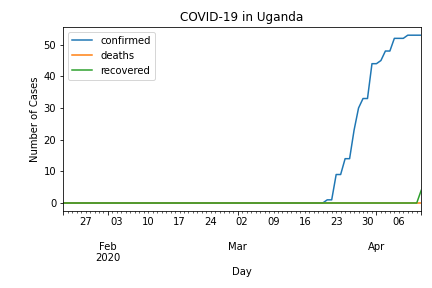 COVID-19 in Uganda
confirmed
deaths
recovered
Number of Cases
50
40
30
20
10
0
27 03 10 17 24 02 09 16 23 30 06
Feb Mar Apr
2020
Day